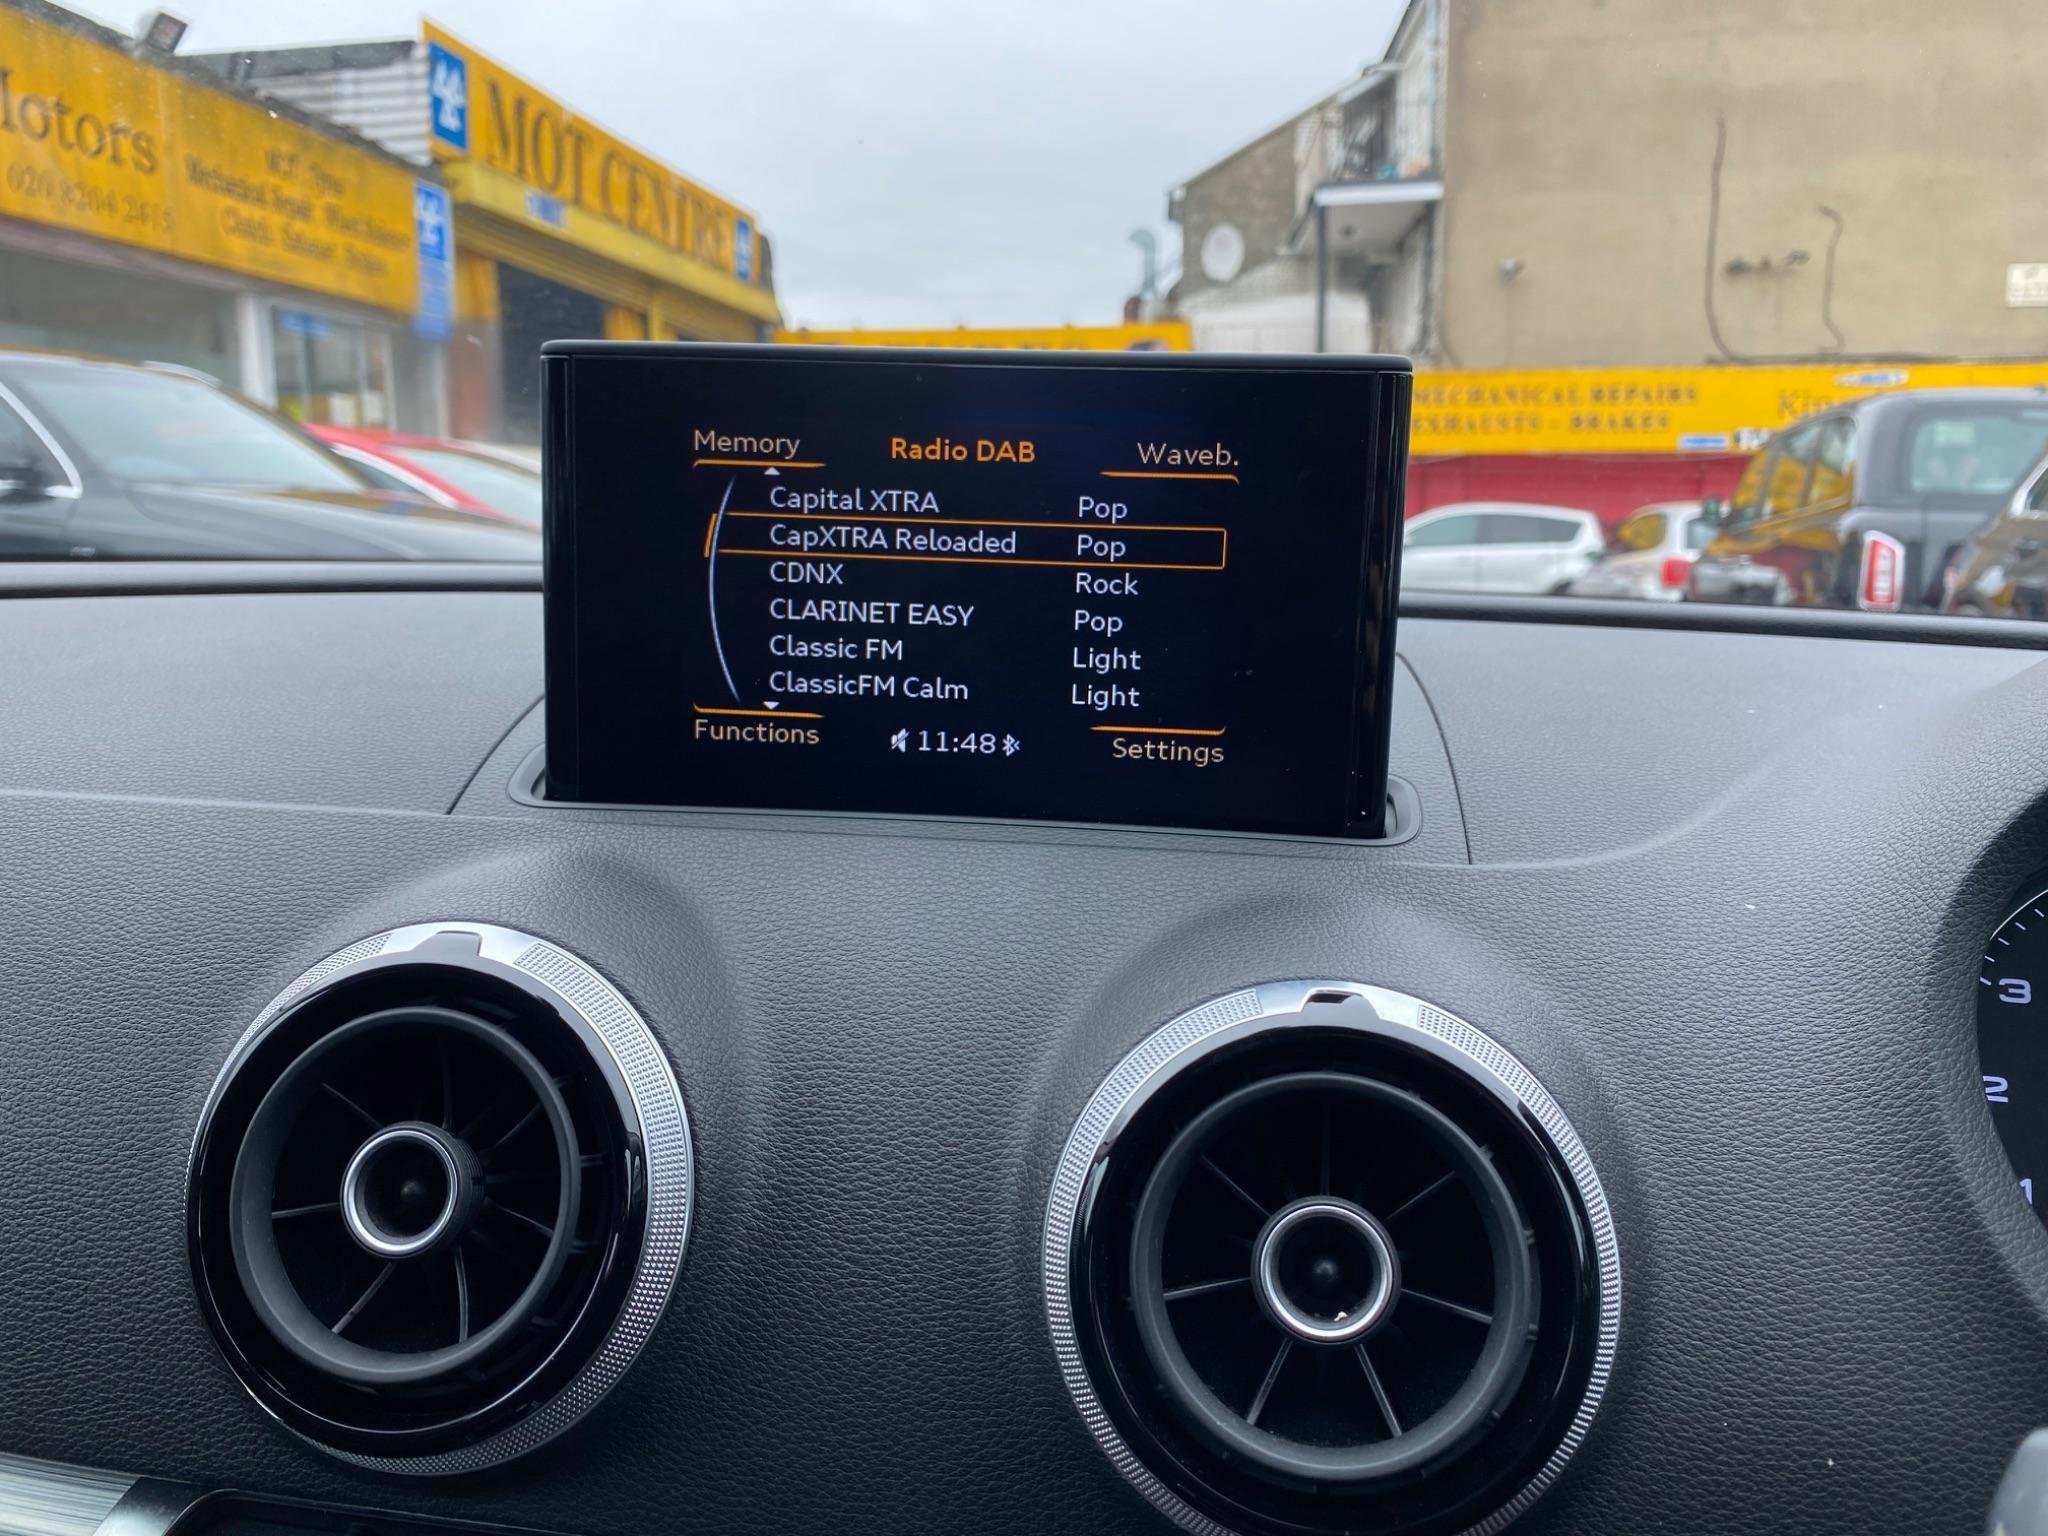 Motors
020 8204 2415
MOT CENTRE
MECHANICAL REPAIRS
EXHAUSTS - BRAKES
Memory Radio DAB Waveb.
Capital XTRA Pop
CapXTRA Reloaded Pop
CDNX Rock
CLARINET EASY Pop
Classic FM Light
ClassicFM Calm Light
Functions 11:48 Settings
3
2
1